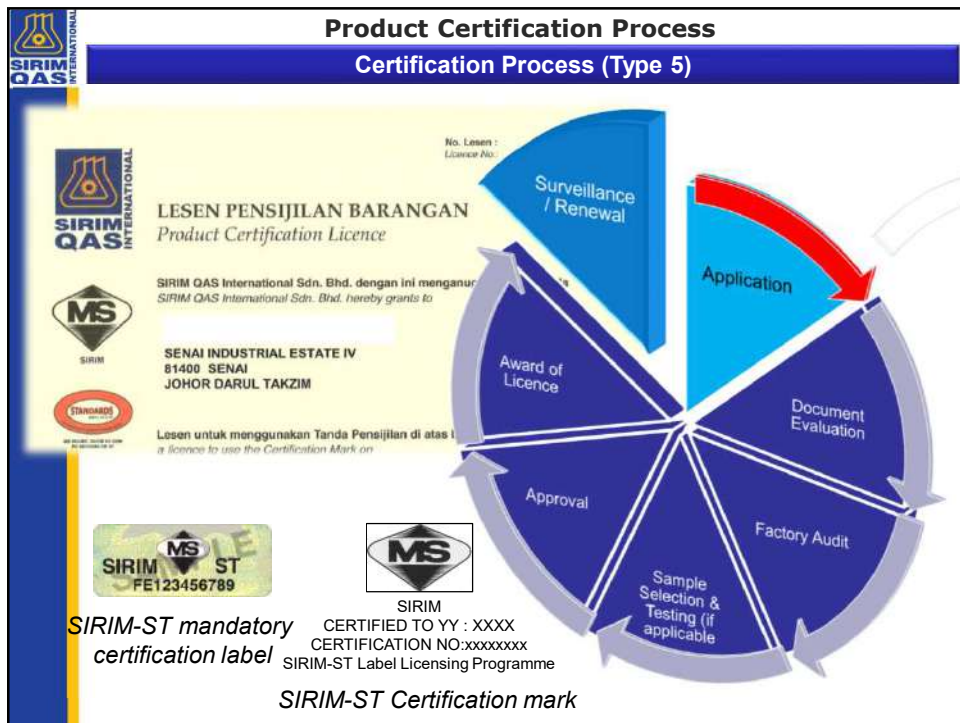 SIRIM
QAS
INTERNATIONAL
Product Certification Process
Certification Process (Type 5)
No. Lesen :
Licence No.:
SIRIM
QAS
INTERNATIONAL
LESEN PENSIJILAN BARANGAN
Product Certification Licence
SIRIM QAS International Sdn. Bhd. dengan ini menganu
SIRIM QAS International Sdn. Bhd. hereby grants to
MS
SIRIM
SENAI INDUSTRIAL ESTATE IV
81400 SENAI
JOHOR DARUL TAKZIM
STANDARDS
Lesen untuk menggunakan Tanda Pensijilan di atas
a licence to use the Certification Mark on
Surveillance
/ Renewal
Application
Document
Evaluation
Factory Audit
Sample
Selection &
Testing (if
applicable
Approval
Award of
Licence
SAMPLE
MS
SIRIM ST
FE123456789
SIRIM-ST mandatory
certification label
MS
SIRIM
CERTIFIED TO YY : XXXX
CERTIFICATION NO:xxxxxxxx
SIRIM-ST Label Licensing Programme
SIRIM-ST Certification mark